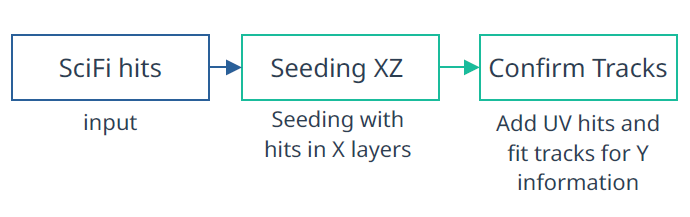 SciFi hits
input
Seeding XZ
Seeding with
hits in X layers
Confirm Tracks
Add UV hits and
fit tracks for Y
information